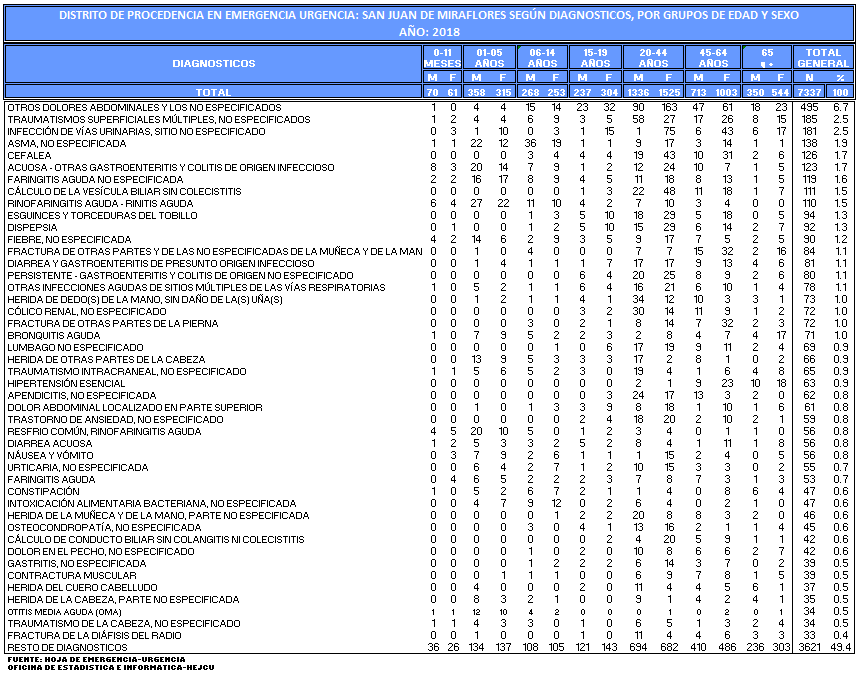 DISTRITO DE PROCEDENCIA EN EMERGENCIA URGENCIA: SAN JUAN DE MIRAFLORES SEGÚN DIAGNOSTICOS, POR GRUPOS DE EDAD Y SEXO
AÑO: 2018
DIAGNOSTICOS 0-11 MESES 01-05 AÑOS 06-14 AÑOS 15-19 AÑOS 20-44 AÑOS 45-64 AÑOS 65 y + TOTAL GENERAL
M F M F M F M F M F M F M F N %
TOTAL 70 61 358 315 268 253 237 304 1336 1525 713 1003 350 544 7337 100
OTROS DOLORES ABDOMINALES Y LOS NO ESPECIFICADOS 0 0 4 4 15 14 23 32 90 163 47 61 18 23 495 6.7
TRAUMATISMOS SUPERFICIALES MÚLTIPLES, NO ESPECIFICADOS 1 2 4 4 6 9 3 5 58 27 17 26 8 15 185 2.5
INFECCIÓN DE VÍAS URINARIAS, SITIO NO ESPECIFICADO 0 3 1 10 0 3 1 15 1 75 6 43 6 17 181 2.5
ASMA, NO ESPECIFICADA 1 1 22 12 36 19 1 1 9 17 3 14 1 1 138 1.9
CEFALEA 0 0 0 0 3 4 4 4 19 43 10 31 2 6 126 1.7
ACUOSA - OTRAS GASTROENTERITIS Y COLITIS DE ORIGEN INFECCIOSO 8 3 20 14 7 9 1 2 12 24 10 7 1 5 123 1.7
FARINGITIS AGUDA NO ESPECIFICADA 2 2 16 17 8 9 4 5 11 18 8 13 1 5 119 1.6
CÁLCULO DE LA VESÍCULA BILIAR SIN COLECISTITIS 0 0 0 0 0 0 1 3 22 48 11 18 1 7 111 1.5
RINOFARINGITIS AGUDA - RINITIS AGUDA 6 4 27 22 11 10 4 2 7 10 3 4 0 0 110 1.5
ESGUINCES Y TORCEDURAS DEL TOBILLO 0 0 0 0 1 3 5 10 18 29 5 18 0 5 94 1.3
DISPEPSIA 0 1 0 0 1 2 5 10 15 29 6 14 2 7 92 1.3
FIEBRE, NO ESPECIFICADA 4 2 14 6 2 9 3 5 9 17 7 5 2 5 90 1.2
FRACTURA DE OTRAS PARTES Y DE LAS NO ESPECIFICADAS DE LA MUÑECA Y DE LA MAN 0 0 1 0 4 0 0 0 7 7 15 32 2 16 84 1.1
DIARREA Y GASTROENTERITIS DE PRESUNTO ORIGEN INFECCIOSO 0 0 1 4 1 1 1 7 17 17 9 13 4 6 81 1.1
PERSISTENTE - GASTROENTERITIS Y COLITIS DE ORIGEN NO ESPECIFICADO 0 0 0 0 0 0 6 4 20 25 8 9 2 6 80 1.1
OTRAS INFECCIONES AGUDAS DE SITIOS MÚLTIPLES DE LAS VÍAS RESPIRATORIAS 1 0 5 2 1 1 6 4 16 21 6 10 1 4 78 1.1
HERIDA DE DEDO(S) DE LA MANO, SIN DAÑO DE LA(S) UÑA(S) 0 0 1 2 1 1 4 1 34 12 10 3 3 1 73 1.0
CÓLICO RENAL, NO ESPECIFICADO 0 0 0 0 0 0 3 2 30 14 11 9 1 2 72 1.0
FRACTURA DE OTRAS PARTES DE LA PIERNA 0 0 0 0 3 0 2 1 8 14 7 32 2 3 72 1.0
BRONQUITIS AGUDA 1 0 7 9 5 2 2 3 2 8 4 7 4 17 71 1.0
LUMBAGO NO ESPECIFICADO 0 0 0 0 0 1 0 6 17 19 9 11 2 4 69 0.9
HERIDA DE OTRAS PARTES DE LA CABEZA 0 0 13 9 5 3 3 3 17 2 8 1 0 2 66 0.9
TRAUMATISMO INTRACRANEAL, NO ESPECIFICADO 1 1 5 6 5 2 3 0 19 4 1 6 4 8 65 0.9
HIPERTENSIÓN ESENCIAL 0 0 0 0 0 0 0 0 2 1 9 23 10 18 63 0.9
APENDICITIS, NO ESPECIFICADA 0 0 0 0 0 0 0 3 24 17 13 3 2 0 62 0.8
DOLOR ABDOMINAL LOCALIZADO EN PARTE SUPERIOR 0 0 1 0 1 3 3 9 8 18 1 10 1 6 61 0.8
TRASTORNO DE ANSIEDAD, NO ESPECIFICADO 0 0 0 0 0 0 2 4 18 20 2 10 2 1 59 0.8
RESFRIO COMÚN, RINOFARINGITIS AGUDA 4 5 20 10 5 0 1 2 3 4 0 1 1 0 56 0.8
DIARREA ACUOSA 1 2 5 3 3 2 5 2 8 4 1 11 1 8 56 0.8
NÁUSEA Y VÓMITO 0 3 7 9 2 6 1 1 1 15 2 4 0 5 56 0.8
URTICARIA, NO ESPECIFICADA 0 0 6 4 2 7 1 2 10 15 3 3 0 2 55 0.7
FARINGITIS AGUDA 0 4 6 5 2 2 2 3 7 8 7 3 1 3 53 0.7
CONSTIPACIÓN 1 0 5 2 6 7 2 1 1 4 0 8 6 4 47 0.6
INTOXICACIÓN ALIMENTARIA BACTERIANA, NO ESPECIFICADA 0 0 4 7 9 12 0 2 6 4 0 2 1 0 47 0.6
HERIDA DE LA MUÑECA Y DE LA MANO, PARTE NO ESPECIFICADA 0 0 0 0 0 1 2 2 20 8 8 3 2 0 46 0.6
OSTEOCONDROPATÍA, NO ESPECIFICADA 0 0 0 0 3 0 4 1 13 16 2 1 1 4 45 0.6
CÁLCULO DE CONDUCTO BILIAR SIN COLANGITIS NI COLECISTITIS 0 0 0 0 0 0 0 2 4 20 5 9 1 1 42 0.6
DOLOR EN EL PECHO, NO ESPECIFICADO 0 0 0 0 1 0 2 0 10 8 6 6 2 7 42 0.6
GASTRITIS, NO ESPECIFICADA 0 0 0 0 1 2 2 2 6 14 3 7 0 2 39 0.5
CONTRACTURA MUSCULAR 0 0 0 1 1 1 0 0 6 9 7 8 1 5 39 0.5
HERIDA DEL CUERO CABELLUDO 0 0 4 0 0 0 2 0 11 4 4 5 6 1 37 0.5
HERIDA DE LA CABEZA, PARTE NO ESPECIFICADA 0 0 8 3 2 1 0 0 9 1 4 2 4 1 35 0.5
OTITIS MEDIA AGUDA (OMA) 1 1 12 10 4 2 0 0 0 1 0 2 0 1 34 0.5
TRAUMATISMO DE LA CABEZA, NO ESPECIFICADO 1 1 4 3 3 0 1 0 6 5 1 3 2 4 34 0.5
FRACTURA DE LA DIÁFISIS DEL RADIO 0 0 1 0 0 0 1 0 11 4 4 6 3 3 33 0.4
RESTO DE DIAGNOSTICOS 36 26 134 137 108 105 121 143 694 682 410 486 236 303 3621 49.4
FUENTE: HOJA DE EMERGENCIA-URGENCIA
OFICINA DE ESTADISTICA E INFORMATICA-HEJCU